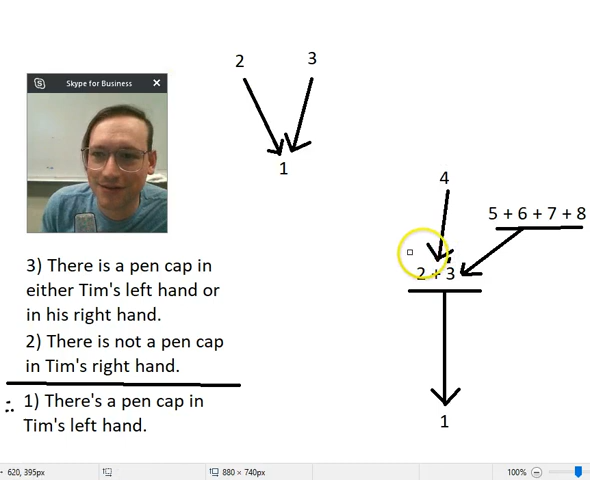 Skype for Business
2
3
1
4
5 + 6 + 7 + 8
2 + 3
1
3) There is a pen cap in
either Tim's left hand or
in his right hand.
2) There is not a pen cap
in Tim's right hand.
∴ 1) There's a pen cap in
Tim's left hand.
620, 395px
880 × 740px
100%